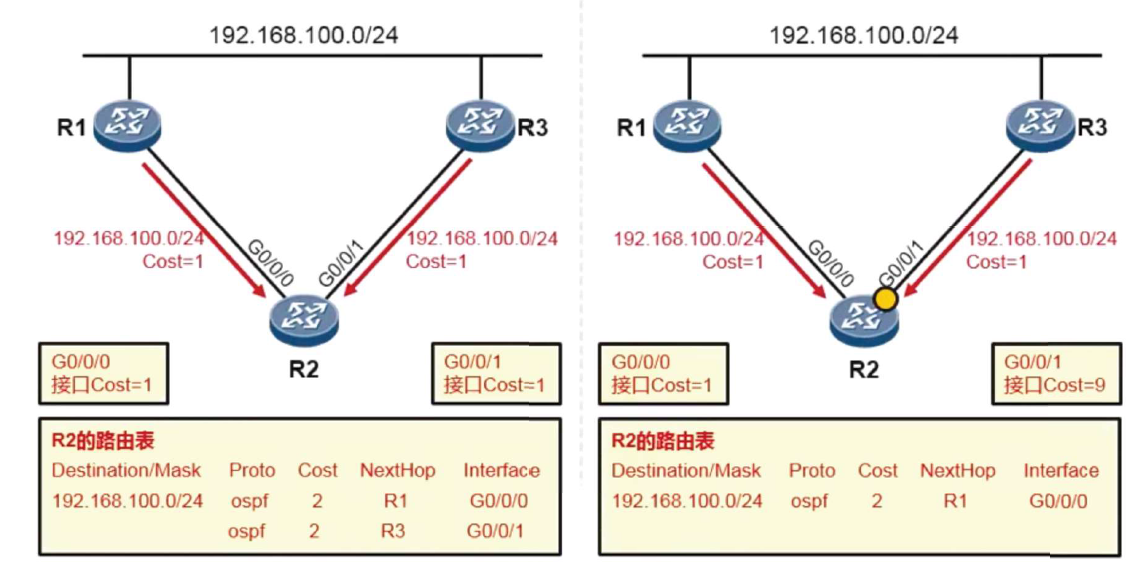 192.168.100.0/24
R1
R3
192.168.100.0/24
Cost=1
G0/0/0
G0/0/1
192.168.100.0/24
Cost=1
R2
G0/0/0
接口Cost=1
G0/0/1
接口Cost=1
R2的路由表
Destination/Mask Proto Cost NextHop Interface
192.168.100.0/24 ospf 2 R1 G0/0/0
ospf 2 R3 G0/0/1
192.168.100.0/24
R1
R3
192.168.100.0/24
Cost=1
G0/0/0
G0/0/1
192.168.100.0/24
Cost=1
R2
G0/0/0
接口Cost=1
G0/0/1
接口Cost=9
R2的路由表
Destination/Mask Proto Cost NextHop Interface
192.168.100.0/24 ospf 2 R1 G0/0/0